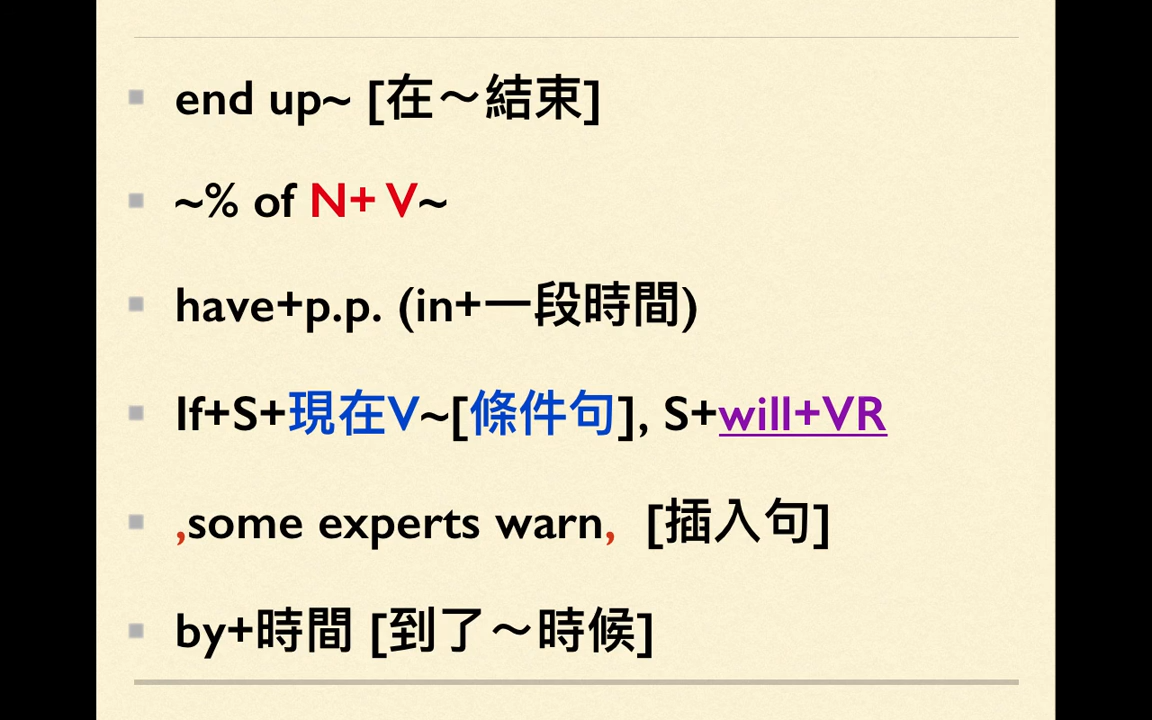 end up~ [在～結束]
~% of N+ V~
have+p.p. (in+一段時間)
If+S+現在V~[條件句], S+will+VR
,some experts warn, [插入句]
by+時間 [到了～時候]